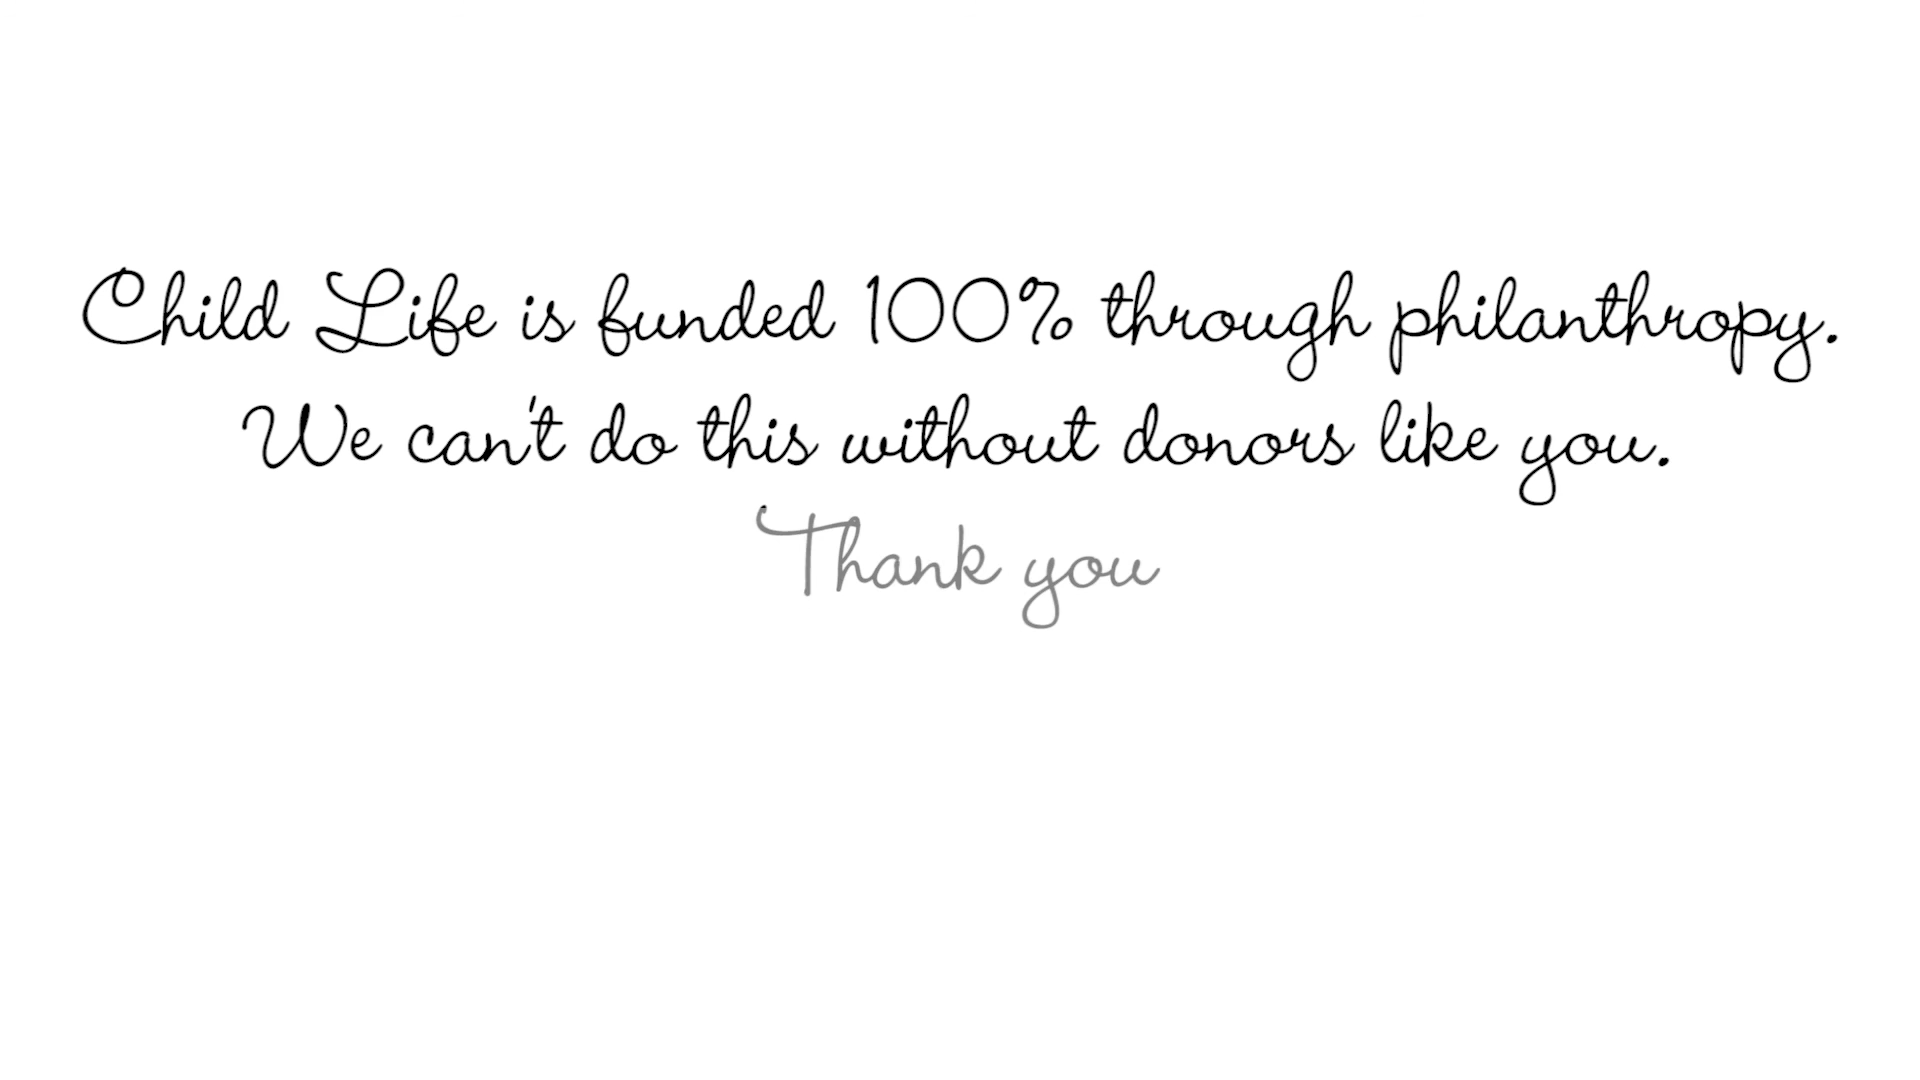 Child Life is funded 100% through philanthropy.
We can't do this without donors like you.
Thank you